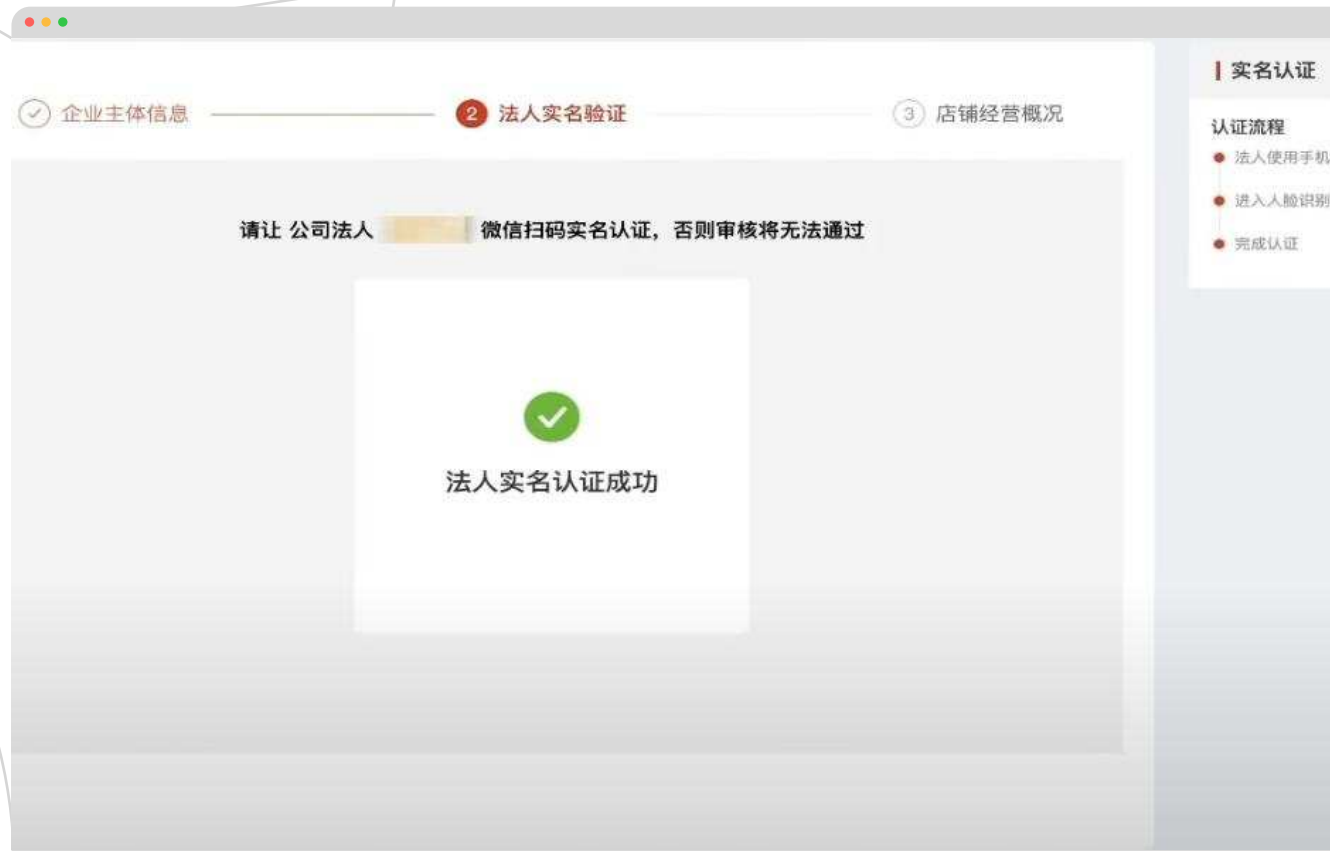 企业主体信息
2 法人实名验证
3 店铺经营概况
请让 公司法人 微信扫码实名认证，否则审核将无法通过
法人实名认证成功
实名认证
认证流程
法人使用手机
进入人脸识别
完成认证